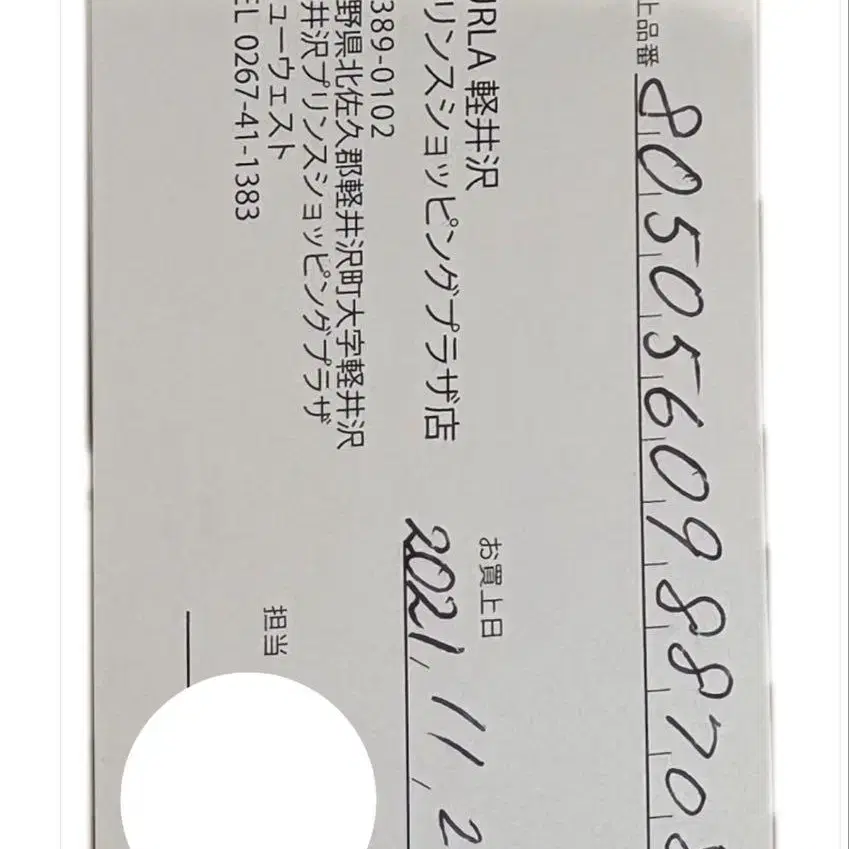 上品番
8050560988708
URLA 軽井沢
リンスショッピングプラザ店
389-0102
野県北佐久郡軽井沢町大字軽井沢
井沢プリンスショッピングプラザ
ューウェスト
EL 0267-41-1383
お買上日
2021,11,2
担当